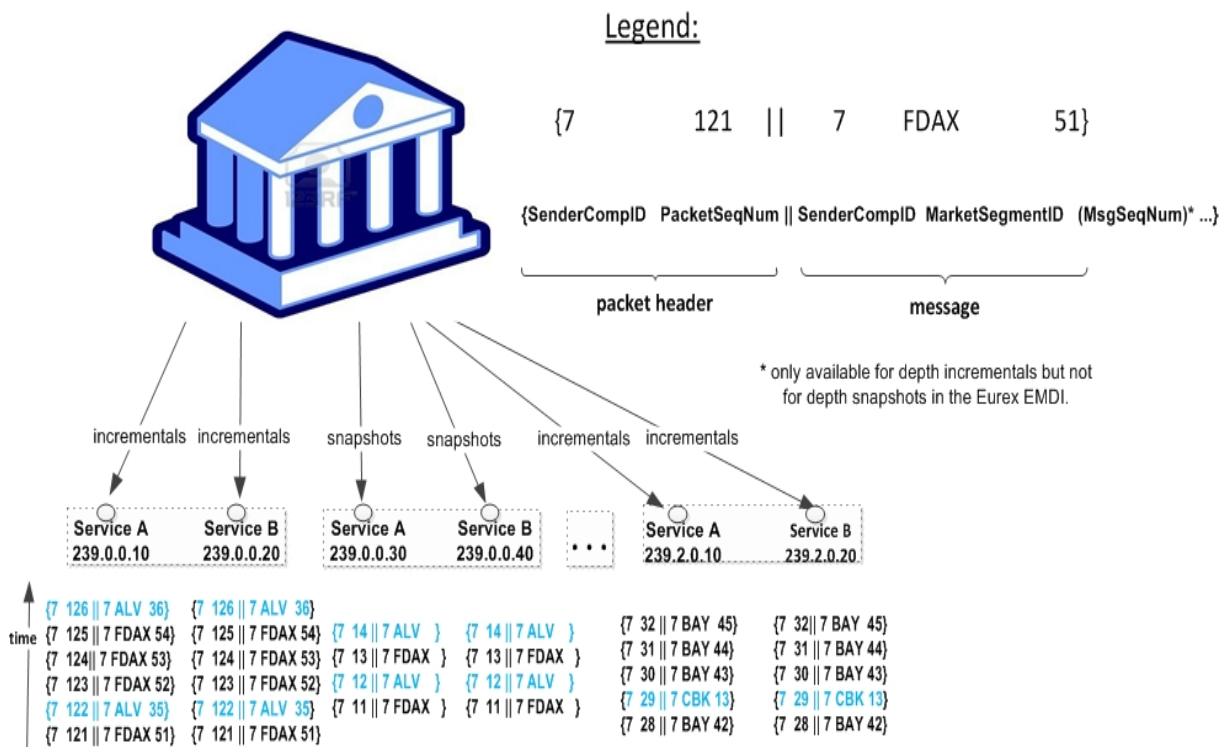 Legend:
{7 121 || 7 FDAX 51}
{SenderCompID PacketSeqNum || SenderCompID MarketSegmentID (MsgSeqNum)* ...}
packet header message
* only available for depth incrementals but not
for depth snapshots in the Eurex EMDI.
incrementals incrementals snapshots snapshots incrementals incrementals
Service A Service B Service A Service B Service A Service B
239.0.0.10 239.0.0.20 239.0.0.30 239.0.0.40 ... 239.2.0.10 239.2.0.20
time
{7 126 || 7 ALV 36}
{7 125 || 7 FDAX 54}
{7 124|| 7 FDAX 53}
{7 123 || 7 FDAX 52}
{7 122 || 7 ALV 35}
{7 121 || 7 FDAX 51}
{7 126 || 7 ALV 36}
{7 125 || 7 FDAX 54}
{7 124 || 7 FDAX 53}
{7 123 || 7 FDAX 52}
{7 122 || 7 ALV 35}
{7 121 || 7 FDAX 51}
{7 14 || 7 ALV }
{7 13 || 7 FDAX }
{7 12 || 7 ALV }
{7 11 || 7 FDAX }
{7 14 || 7 ALV }
{7 13 || 7 FDAX }
{7 12 || 7 ALV }
{7 11 || 7 FDAX }
{7 32 || 7 BAY 45}
{7 31 || 7 BAY 44}
{7 30 || 7 BAY 43}
{7 29 || 7 CBK 13}
{7 28 || 7 BAY 42}
{7 32|| 7 BAY 45}
{7 31 || 7 BAY 44}
{7 30 || 7 BAY 43}
{7 29 || 7 CBK 13}
{7 28 || 7 BAY 42}